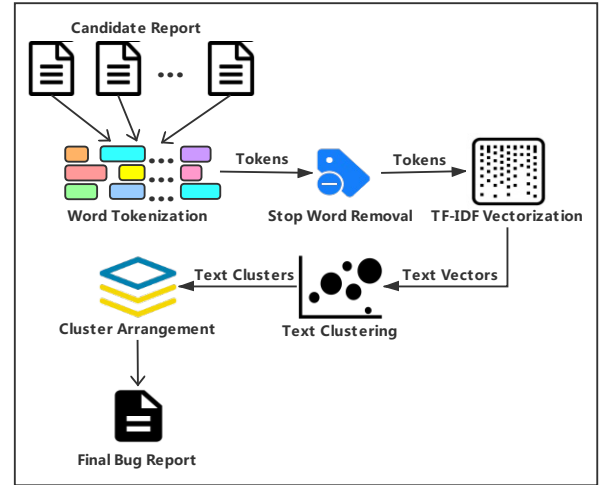 Candidate Report
Tokens
Tokens
Word Tokenization
Stop Word Removal
TF-IDF Vectorization
Text Clusters
Text Vectors
Cluster Arrangement
Text Clustering
Final Bug Report